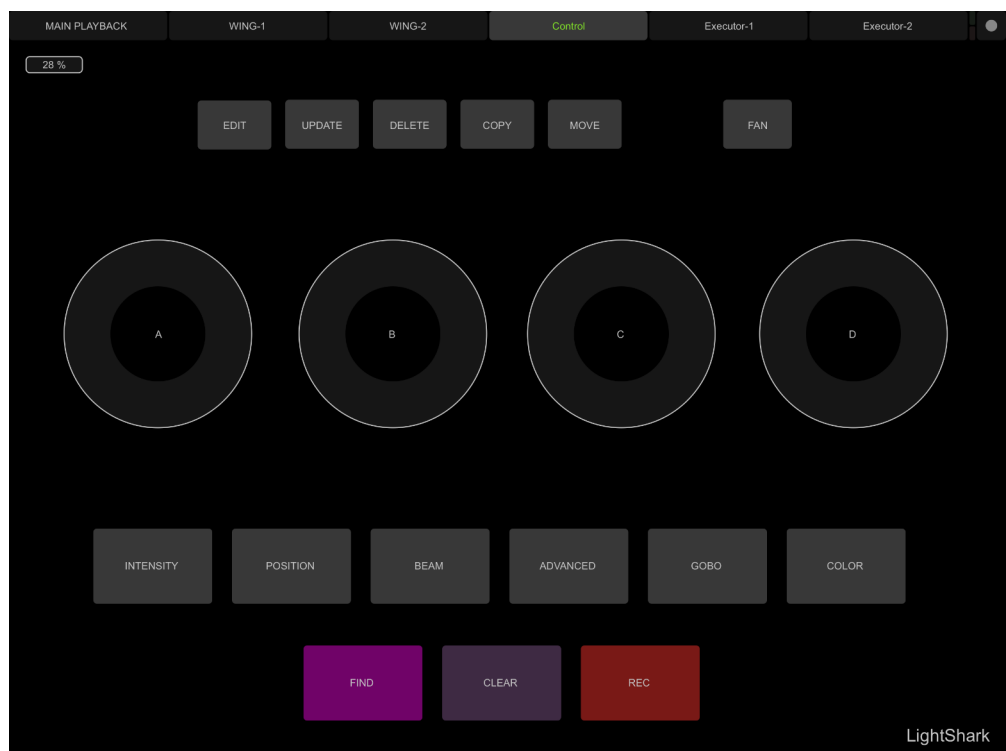 MAIN PLAYBACK WING-1 WING-2 Control Executor-1 Executor-2
28 %
EDIT UPDATE DELETE COPY MOVE FAN
A B C D
INTENSITY POSITION BEAM ADVANCED GOBO COLOR
FIND CLEAR REC
LightShark